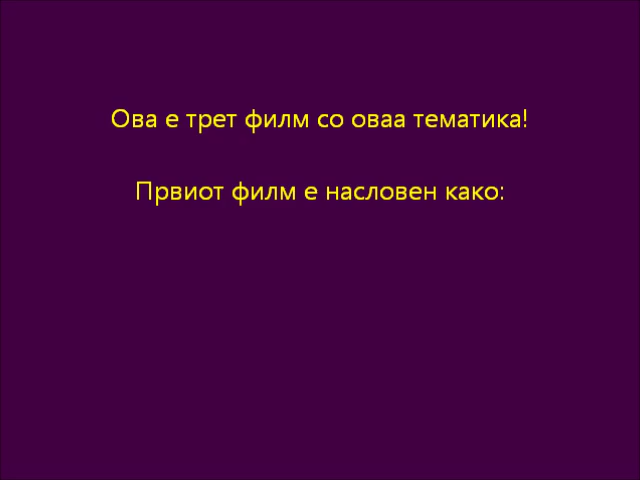 Ова е трет филм со оваа тематика!
Првиот филм е насловен како: